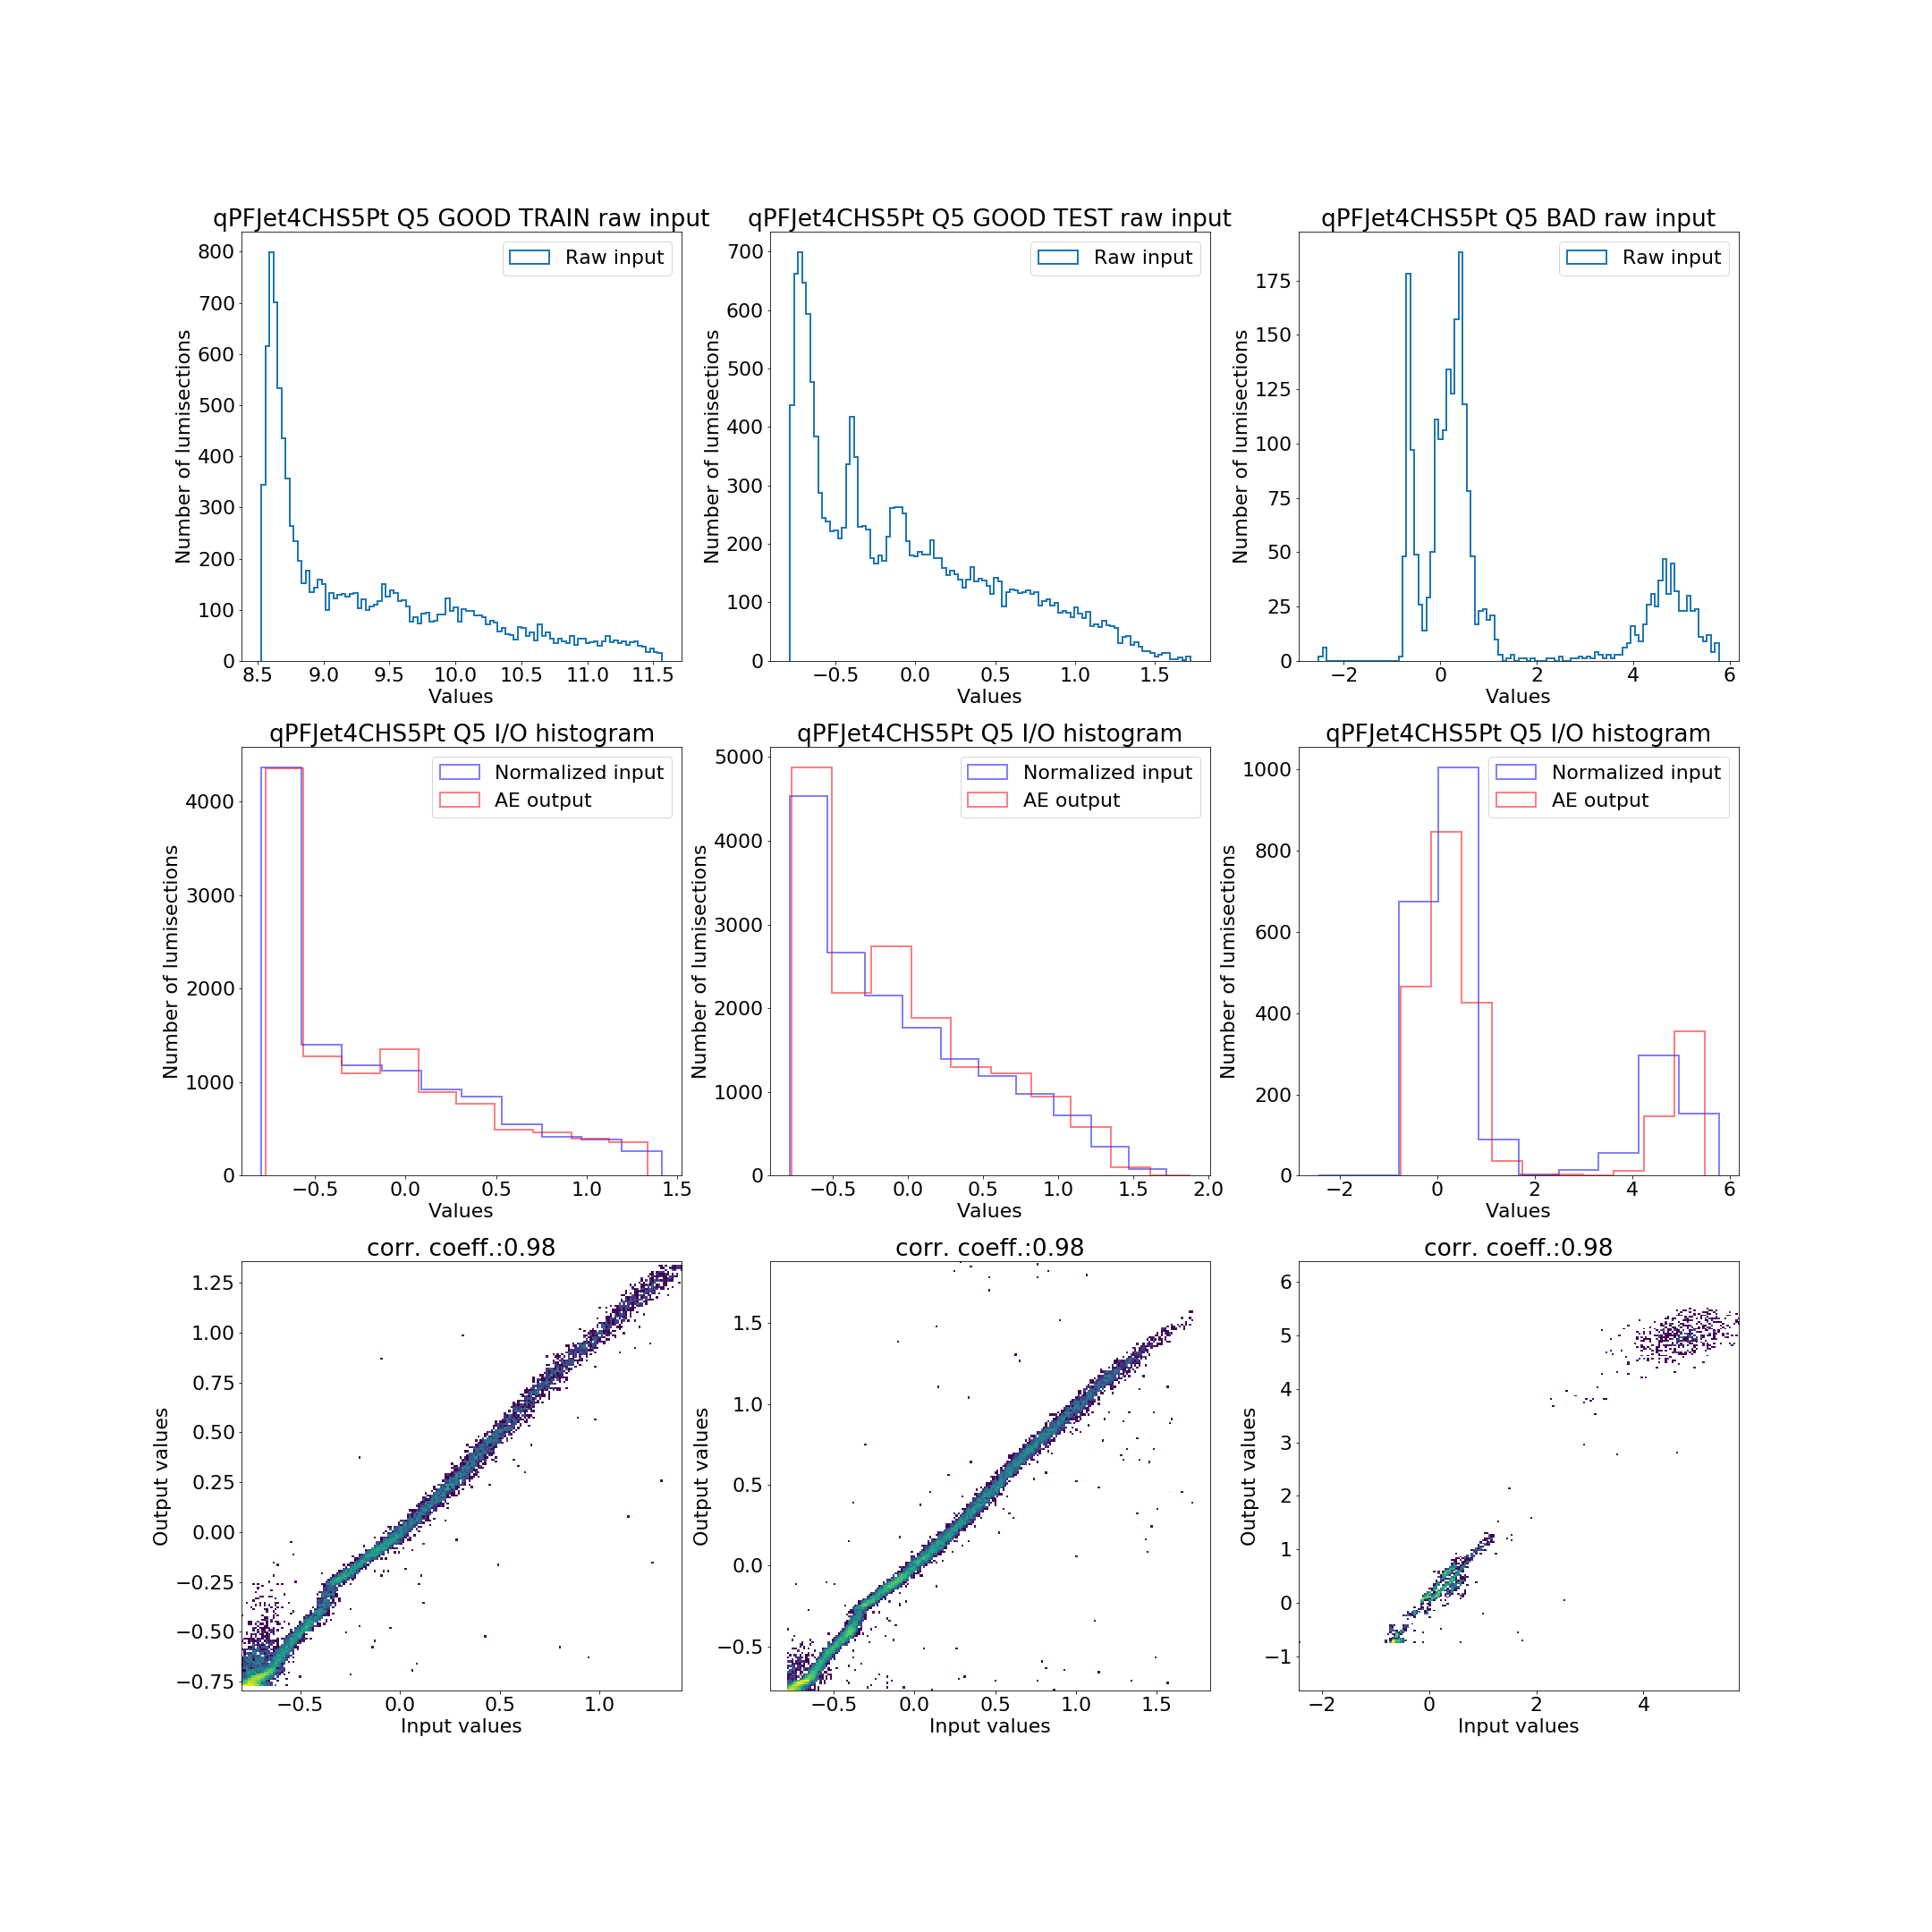 qPFJet4CHS5Pt Q5 GOOD TRAIN raw input
800
700
600
500
400
300
200
100
0
Number of lumisections
Raw input
8.5 9.0 9.5 10.0 10.5 11.0 11.5
Values
qPFJet4CHS5Pt Q5 GOOD TEST raw input
700
600
500
400
300
200
100
0
Number of lumisections
Raw input
−0.5 0.0 0.5 1.0 1.5
Values
qPFJet4CHS5Pt Q5 BAD raw input
175
150
125
100
75
50
25
0
Number of lumisections
Raw input
−2 0 2 4 6
Values
qPFJet4CHS5Pt Q5 I/O histogram
4000
3000
2000
1000
0
Number of lumisections
Normalized input
AE output
−0.5 0.0 0.5 1.0 1.5
Values
qPFJet4CHS5Pt Q5 I/O histogram
5000
4000
3000
2000
1000
0
Number of lumisections
Normalized input
AE output
−0.5 0.0 0.5 1.0 1.5 2.0
Values
qPFJet4CHS5Pt Q5 I/O histogram
1000
800
600
400
200
0
Number of lumisections
Normalized input
AE output
−2 0 2 4 6
Values
corr. coeff.:0.98
1.25
1.00
0.75
0.50
0.25
0.00
−0.25
−0.50
−0.75
Output values
−0.5 0.0 0.5 1.0
Input values
corr. coeff.:0.98
1.5
1.0
0.5
0.0
−0.5
Output values
−0.5 0.0 0.5 1.0 1.5
Input values
corr. coeff.:0.98
6
5
4
3
2
1
0
−1
Output values
−2 0 2 4
Input values